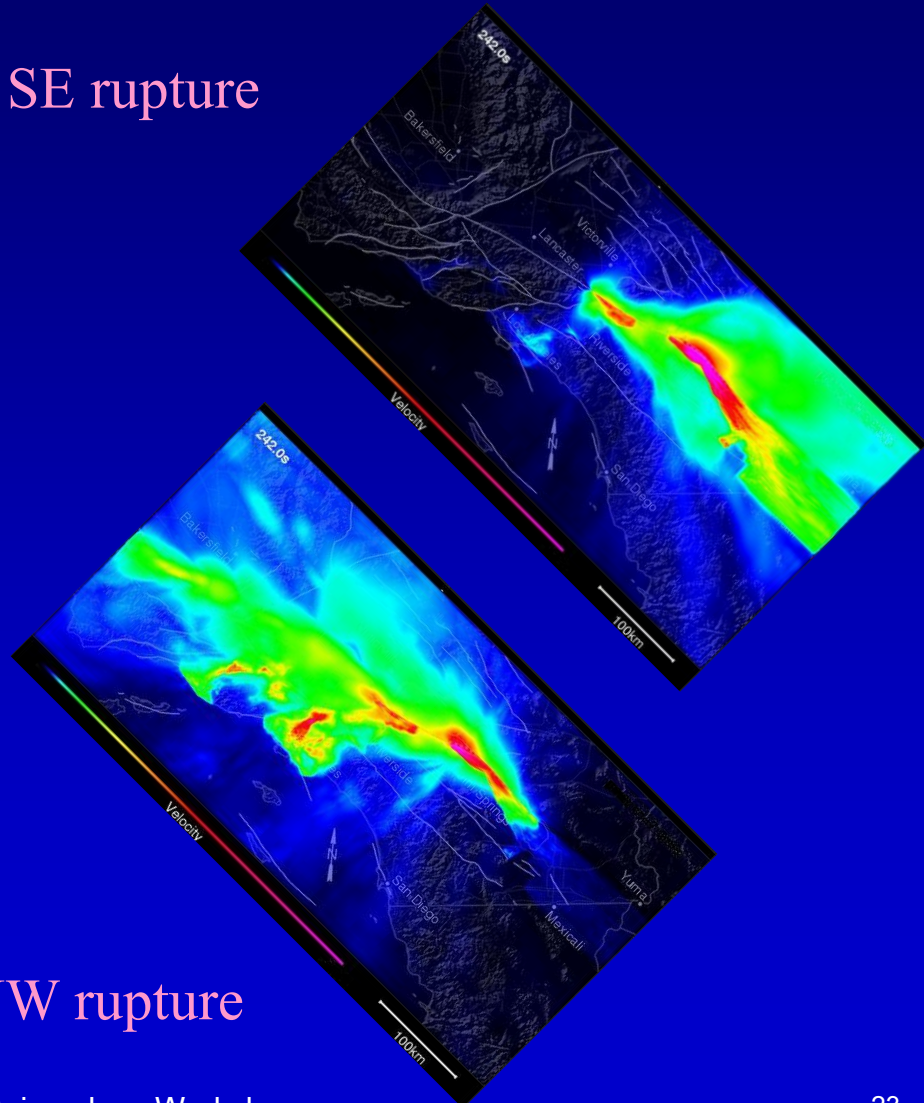 SE rupture
242.0s
Bakersfield
Lancaster
Victorville
Riverside
San Diego
N
Velocity
100km
242.0s
Bakersfield
San Diego
Yuma
Mexicali
N
Velocity
100km
W rupture
23